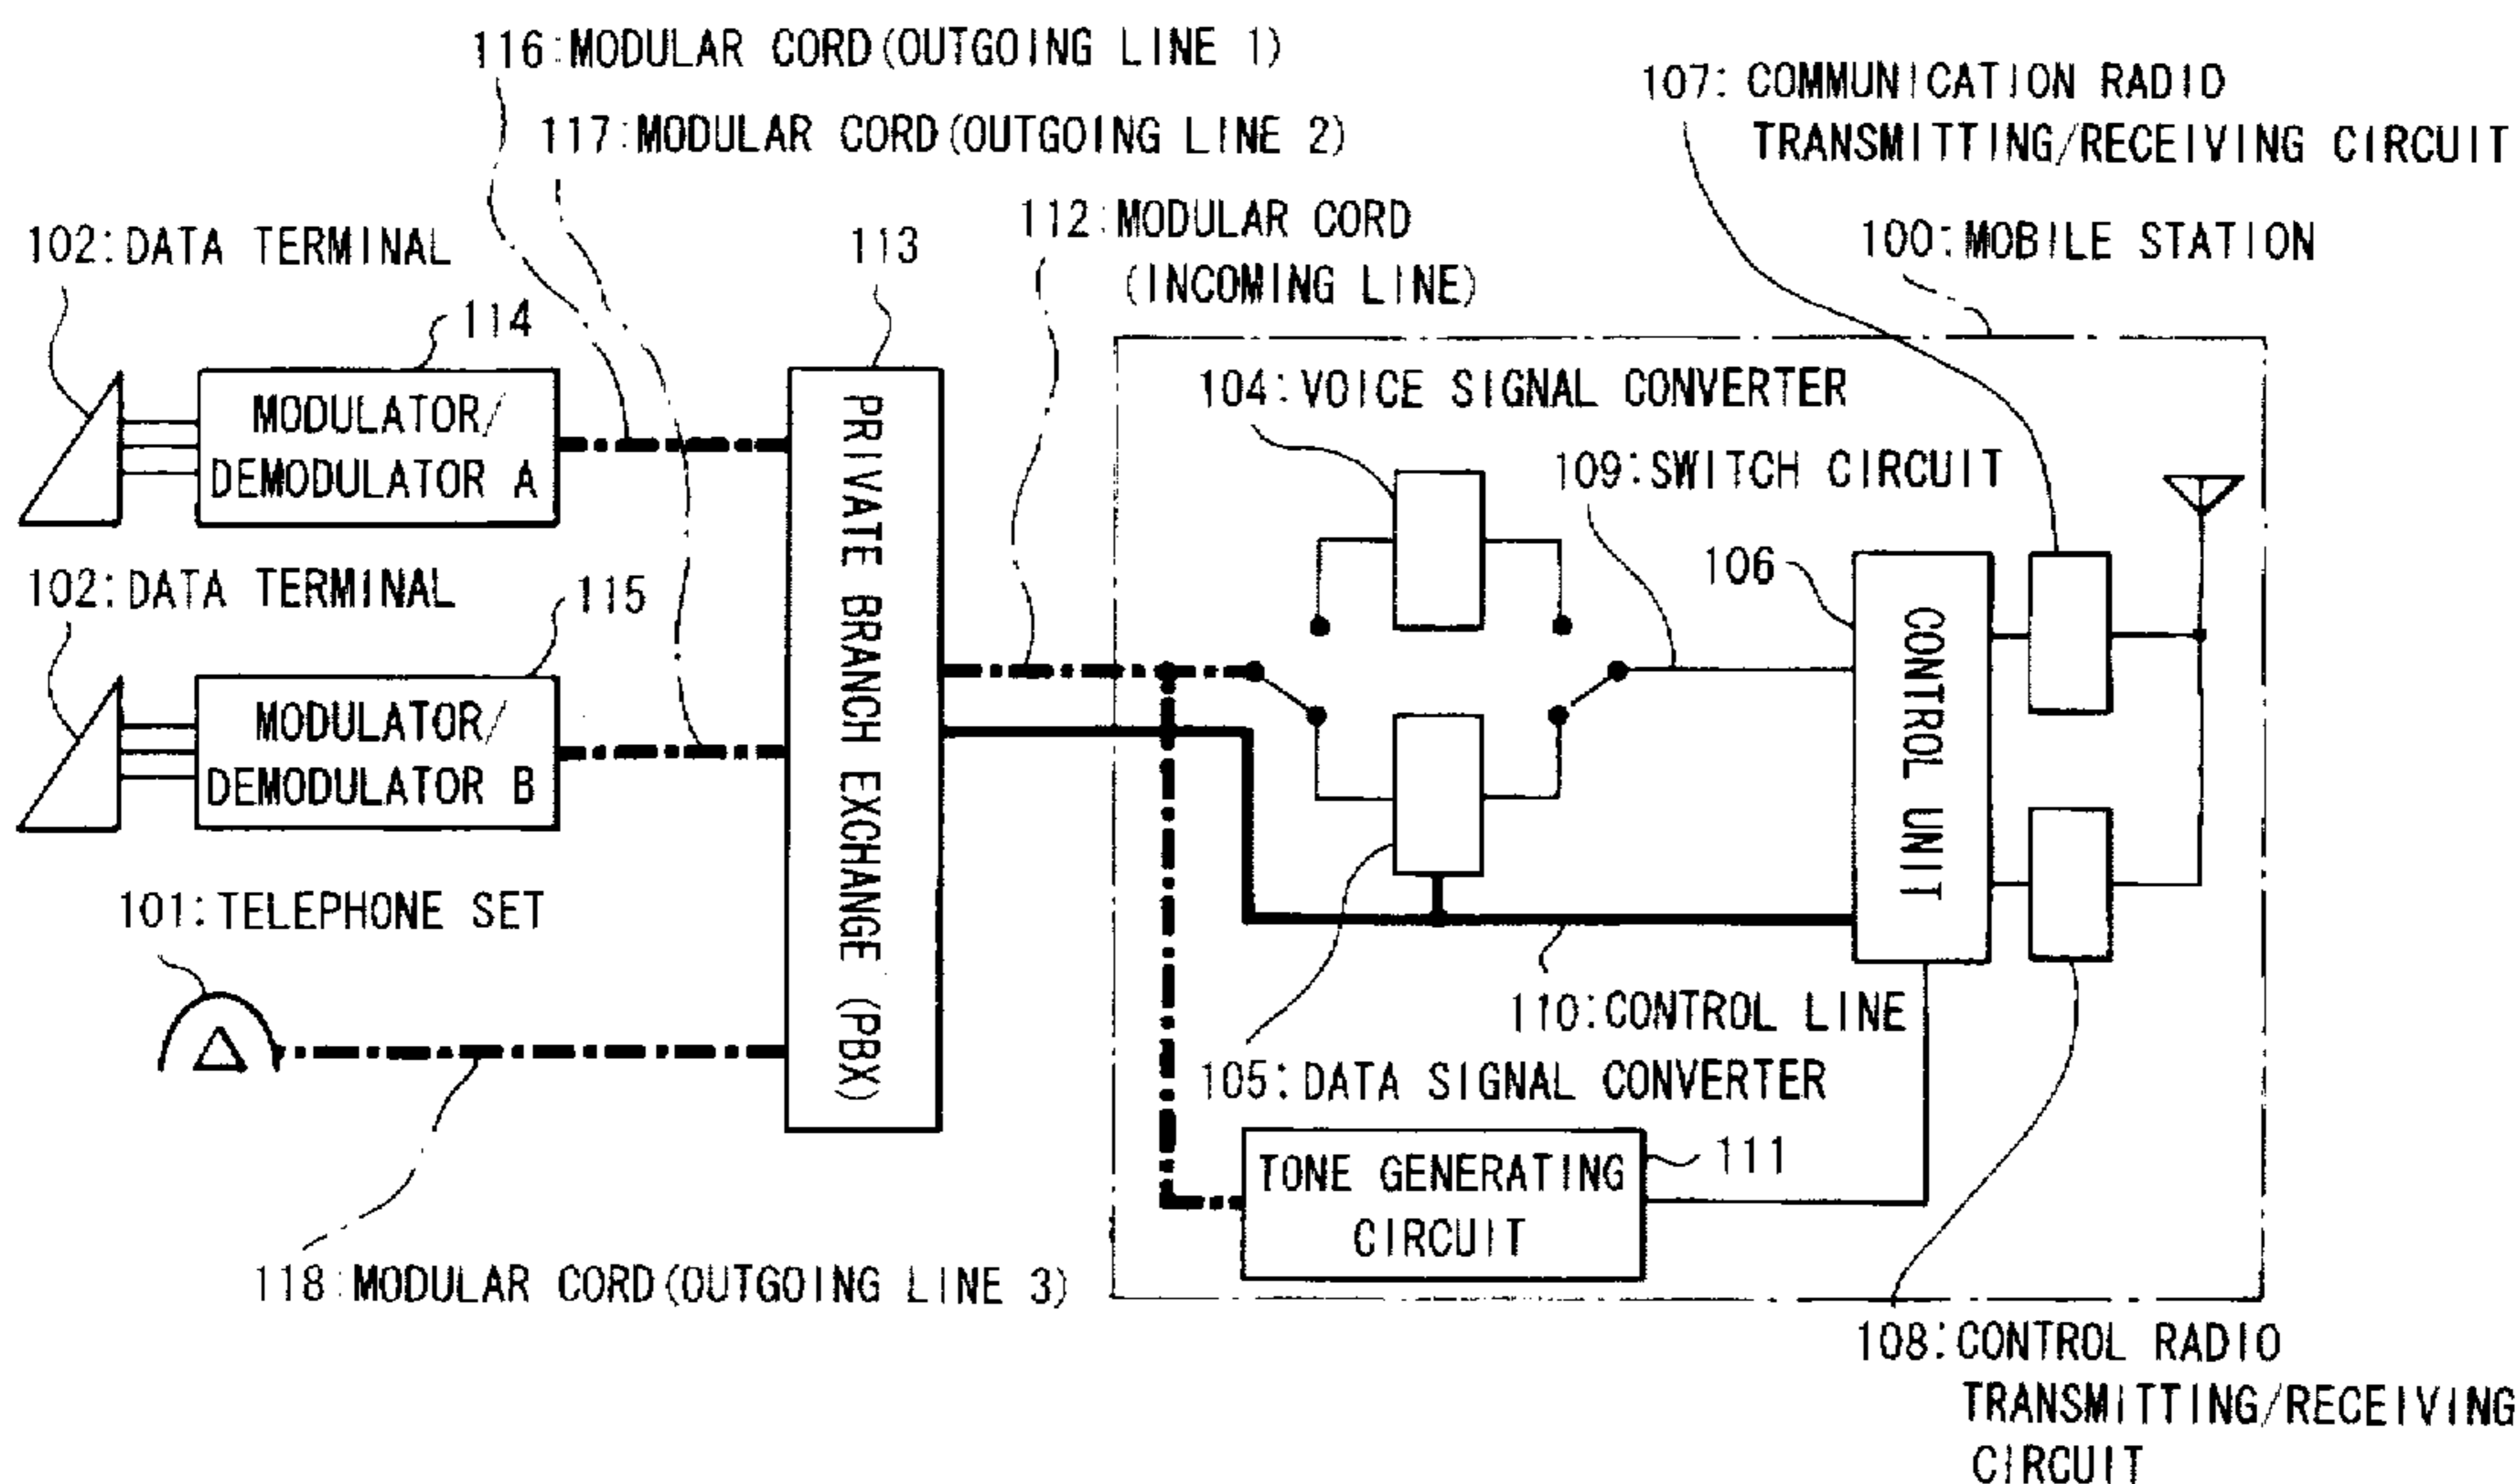 116:MODULAR CORD(OUTGOING LINE 1)
117:MODULAR CORD(OUTGOING LINE 2)
107: COMMUNICATION RADIO
TRANSMITTING/RECEIVING CIRCUIT
112:MODULAR CORD
(INCOMING LINE)
100:MOBILE STATION
102:DATA TERMINAL
113
114
MODULATOR/
DEMODULATOR A
104:VOICE SIGNAL CONVERTER
109:SWITCH CIRCUIT
106
102:DATA TERMINAL
115
MODULATOR/
DEMODULATOR B
PRIVATE BRANCH EXCHANGE (PBX)
CONTROL UNIT
101:TELEPHONE SET
110:CONTROL LINE
105:DATA SIGNAL CONVERTER
TONE GENERATING
CIRCUIT
111
118:MODULAR CORD(OUTGOING LINE 3)
108:CONTROL RADIO
TRANSMITTING/RECEIVING
CIRCUIT